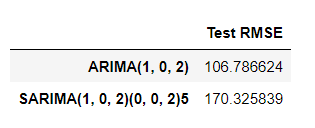 Test RMSE
ARIMA(1, 0, 2) 106.786624
SARIMA(1, 0, 2)(0, 0, 2)5 170.325839